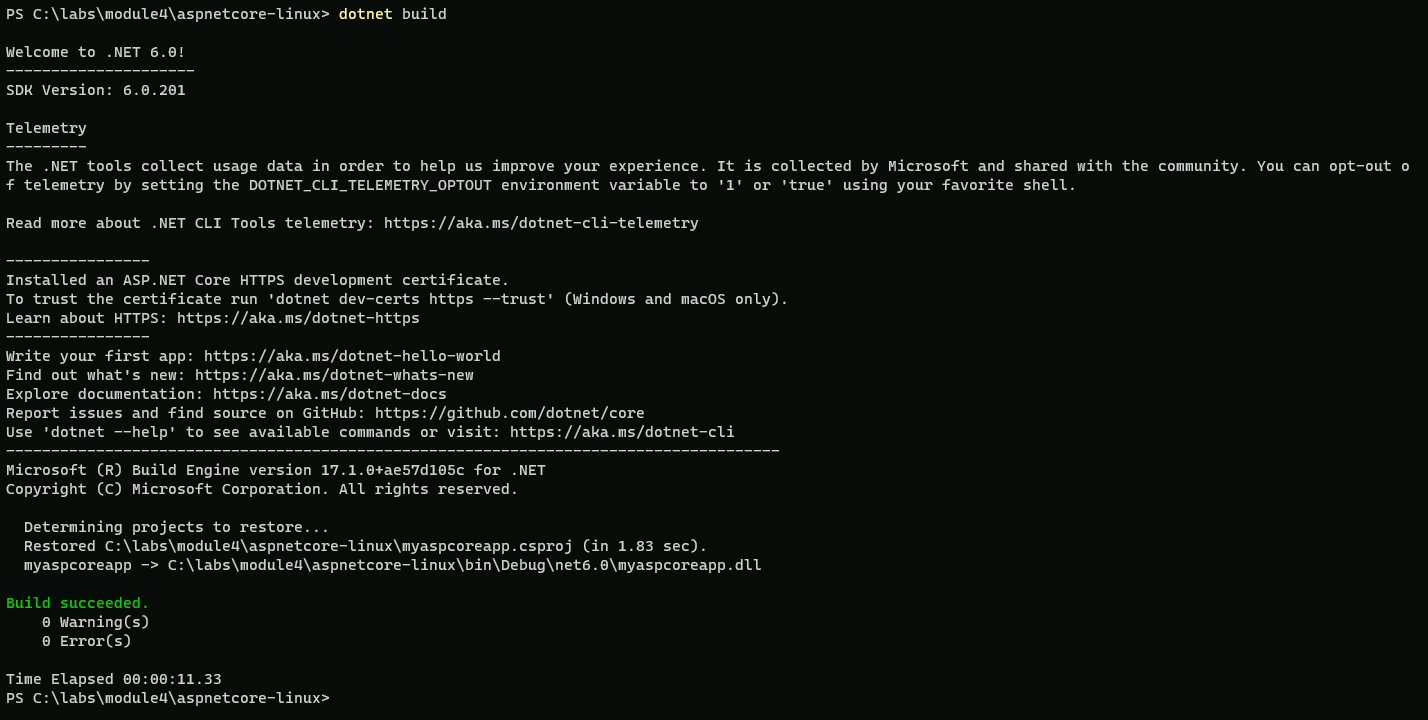 PS C:\labs\module4\aspnetcore-linux> dotnet build
Welcome to .NET 6.0!
---------------------
SDK Version: 6.0.201
Telemetry
---------
The .NET tools collect usage data in order to help us improve your experience. It is collected by Microsoft and shared with the community. You can opt-out o
f telemetry by setting the DOTNET_CLI_TELEMETRY_OPTOUT environment variable to '1' or 'true' using your favorite shell.
Read more about .NET CLI Tools telemetry: https://aka.ms/dotnet-cli-telemetry
----------------
Installed an ASP.NET Core HTTPS development certificate.
To trust the certificate run 'dotnet dev-certs https --trust' (Windows and macOS only).
Learn about HTTPS: https://aka.ms/dotnet-https
----------------
Write your first app: https://aka.ms/dotnet-hello-world
Find out what's new: https://aka.ms/dotnet-whats-new
Explore documentation: https://aka.ms/dotnet-docs
Report issues and find source on GitHub: https://github.com/dotnet/core
Use 'dotnet --help' to see available commands or visit: https://aka.ms/dotnet-cli
--------------------------------------------------------------------------------------
Microsoft (R) Build Engine version 17.1.0+ae57d105c for .NET
Copyright (C) Microsoft Corporation. All rights reserved.
  Determining projects to restore...
  Restored C:\labs\module4\aspnetcore-linux\myaspcoreapp.csproj (in 1.83 sec).
  myaspcoreapp -> C:\labs\module4\aspnetcore-linux\bin\Debug\net6.0\myaspcoreapp.dll
Build succeeded.
    0 Warning(s)
    0 Error(s)
Time Elapsed 00:00:11.33
PS C:\labs\module4\aspnetcore-linux>